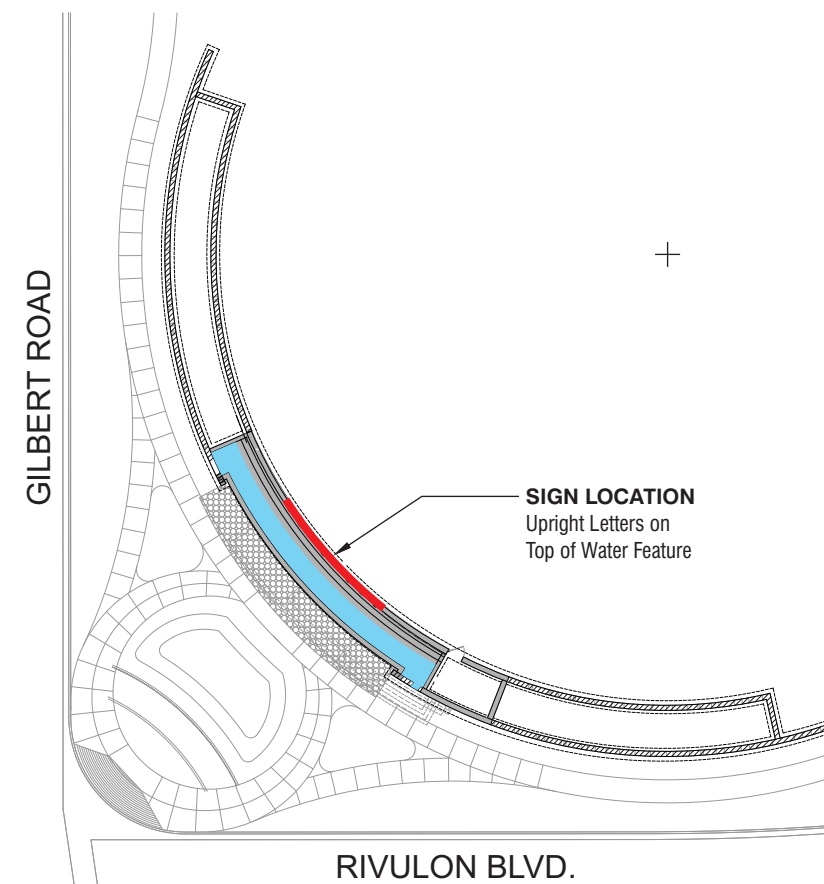 GILBERT ROAD
SIGN LOCATION
Upright Letters on
Top of Water Feature
RIVULON BLVD.